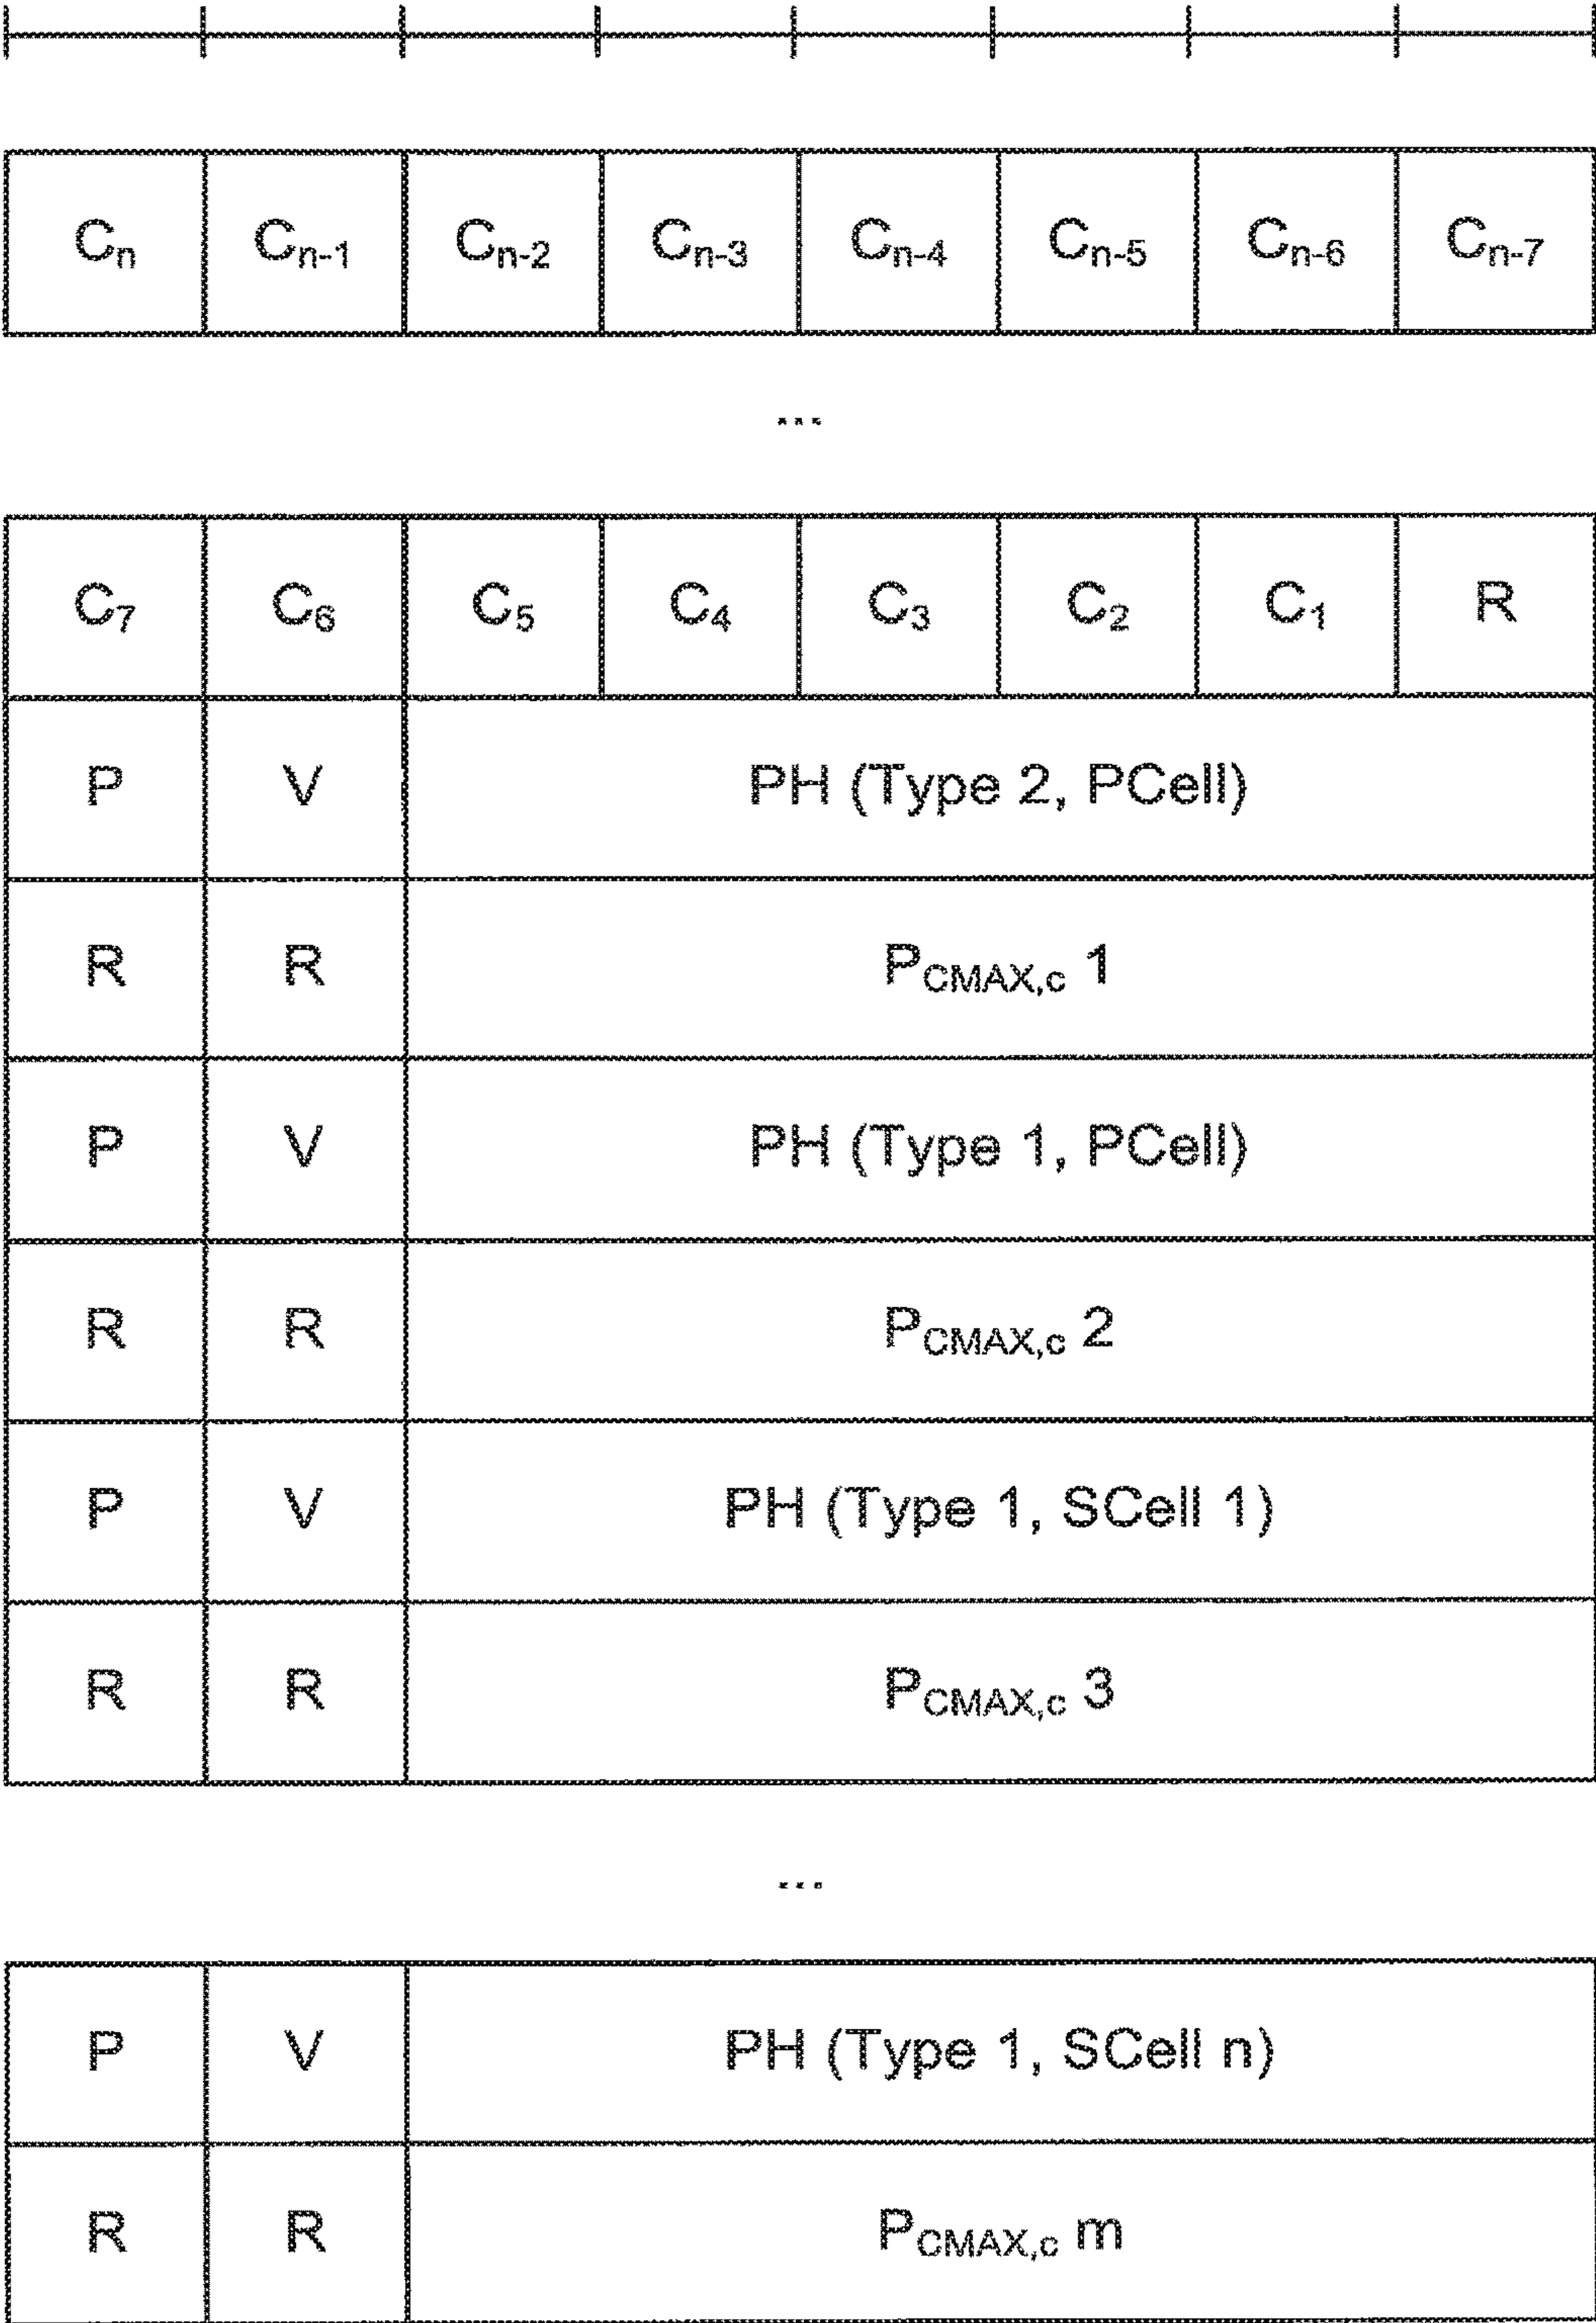 Cn Cn-1 Cn-2 Cn-3 Cn-4 Cn-5 Cn-6 Cn-7
...
C7 C6 C5 C4 C3 C2 C1 R
P V PH (Type 2, PCell)
R R PCMAX,c 1
P V PH (Type 1, PCell)
R R PCMAX,c 2
P V PH (Type 1, SCell 1)
R R PCMAX,c 3
...
P V PH (Type 1, SCell n)
R R PCMAX,c m